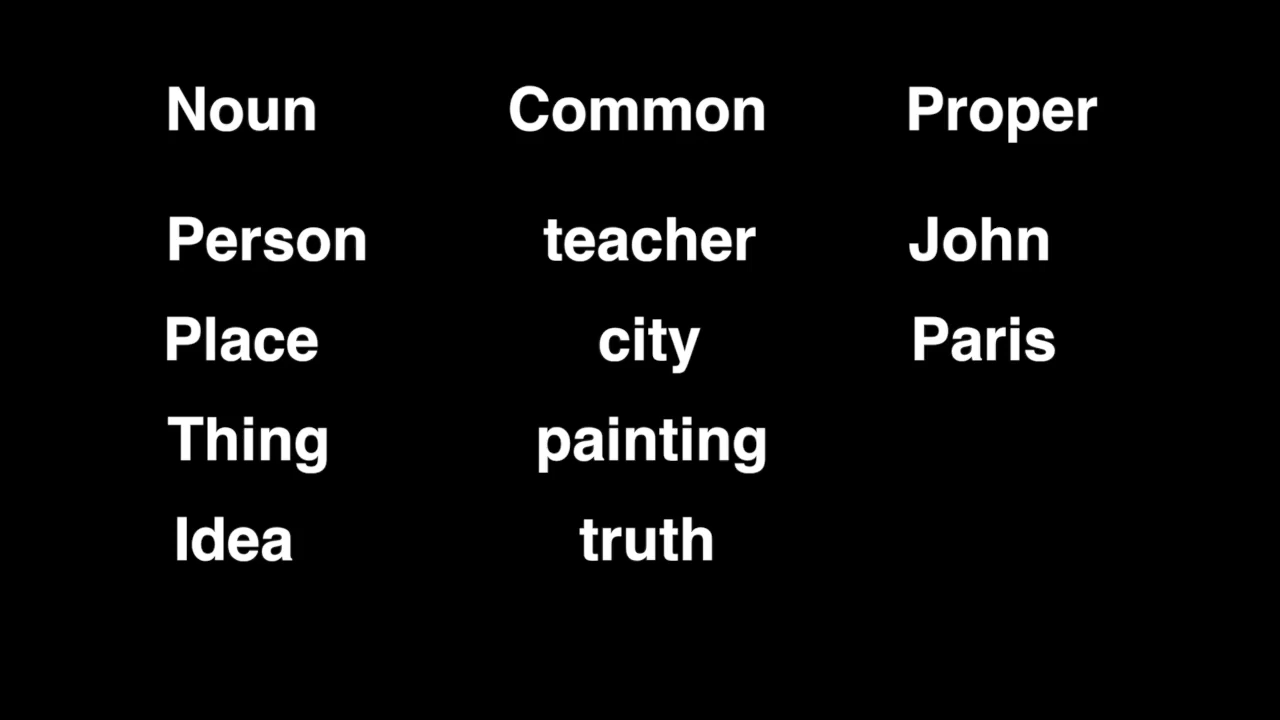 Noun Common Proper
Person teacher John
Place city Paris
Thing painting
Idea truth